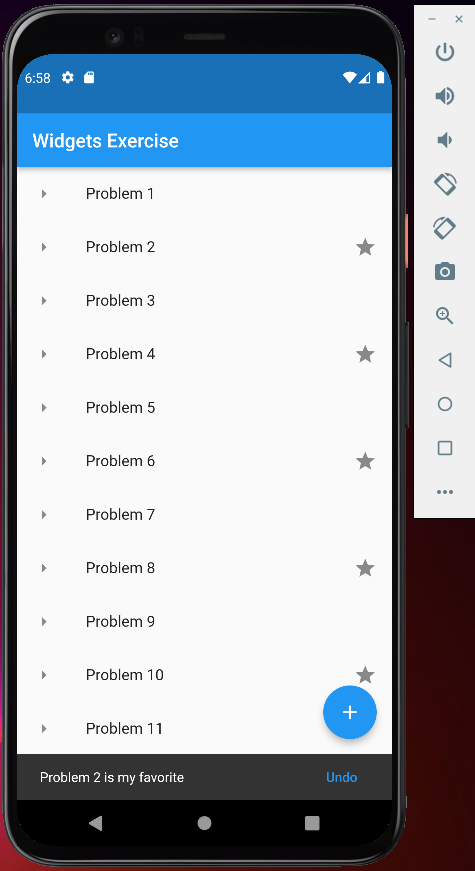 6:58
Widgets Exercise
Problem 1
Problem 2
Problem 3
Problem 4
Problem 5
Problem 6
Problem 7
Problem 8
Problem 9
Problem 10
Problem 11
Problem 2 is my favorite Undo